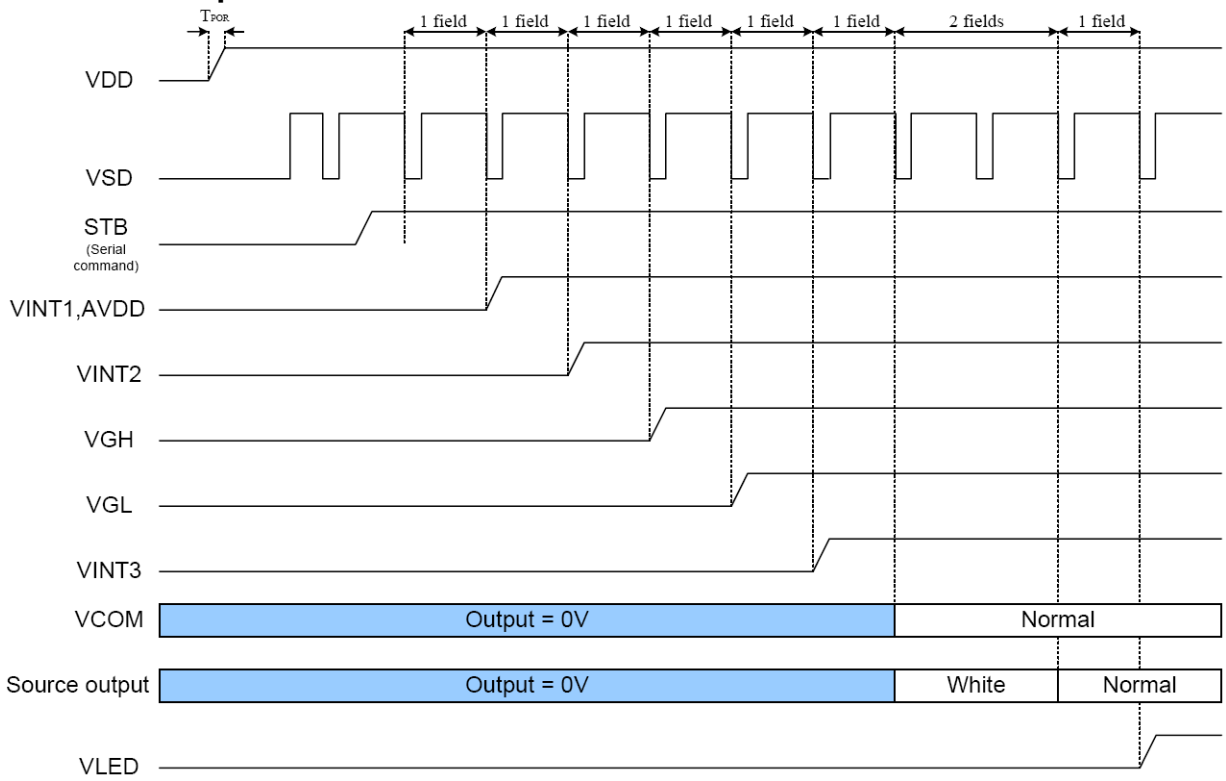 TPOR
1 field 1 field 1 field 1 field 1 field 1 field 2 fields 1 field
VDD
VSD
STB
(Serial
command)
VINT1,AVDD
VINT2
VGH
VGL
VINT3
VCOM Output = 0V Normal
Source output Output = 0V White Normal
VLED